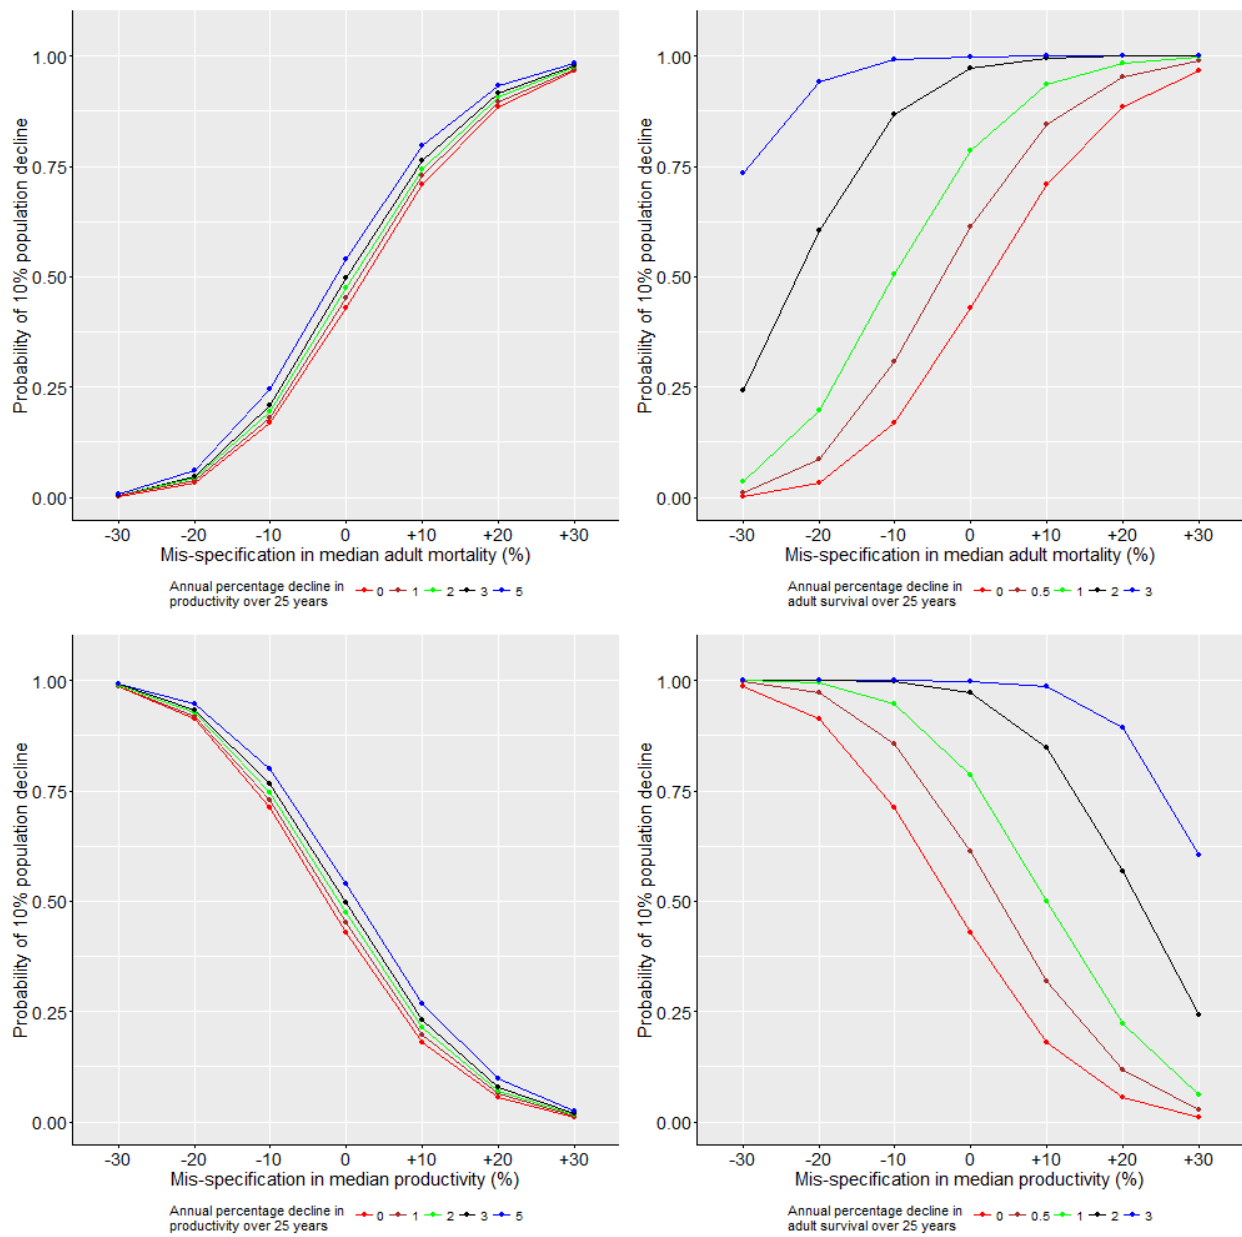 Probability of 10% population decline
1.00
0.75
0.50
0.25
0.00
-30 -20 -10 0 +10 +20 +30
Mis-specification in median adult mortality (%)
Annual percentage decline in
productivity over 25 years
0 1 2 3 5
Probability of 10% population decline
1.00
0.75
0.50
0.25
0.00
-30 -20 -10 0 +10 +20 +30
Mis-specification in median adult mortality (%)
Annual percentage decline in
adult survival over 25 years
0 0.5 1 2 3
Probability of 10% population decline
1.00
0.75
0.50
0.25
0.00
-30 -20 -10 0 +10 +20 +30
Mis-specification in median productivity (%)
Annual percentage decline in
productivity over 25 years
0 1 2 3 5
Probability of 10% population decline
1.00
0.75
0.50
0.25
0.00
-30 -20 -10 0 +10 +20 +30
Mis-specification in median productivity (%)
Annual percentage decline in
adult survival over 25 years
0 0.5 1 2 3